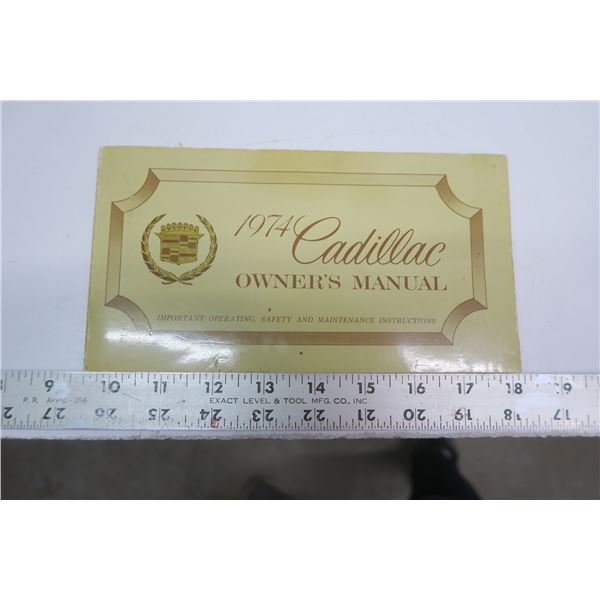 1974 Cadillac
OWNER'S MANUAL
IMPORTANT OPERATING, SAFETY AND MAINTENANCE INSTRUCTIONS
9 10 11 12 13 14 15 16 17 18 19
EXACT LEVEL & TOOL MFG. CO., INC
27 26 25 24 23 22 21 20 19 18 17